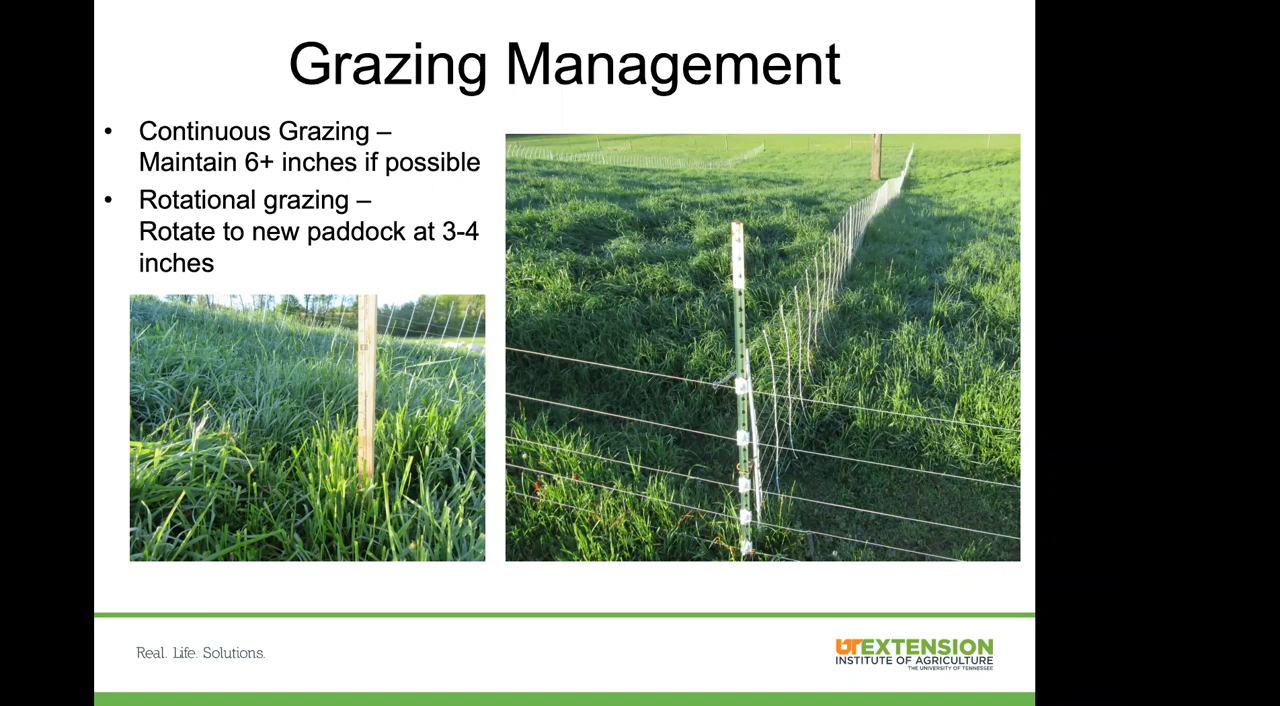 Grazing Management
• Continuous Grazing –
Maintain 6+ inches if possible
• Rotational grazing –
Rotate to new paddock at 3-4
inches
Real. Life. Solutions.
UTEXTENSION
INSTITUTE OF AGRICULTURE
THE UNIVERSITY OF TENNESSEE